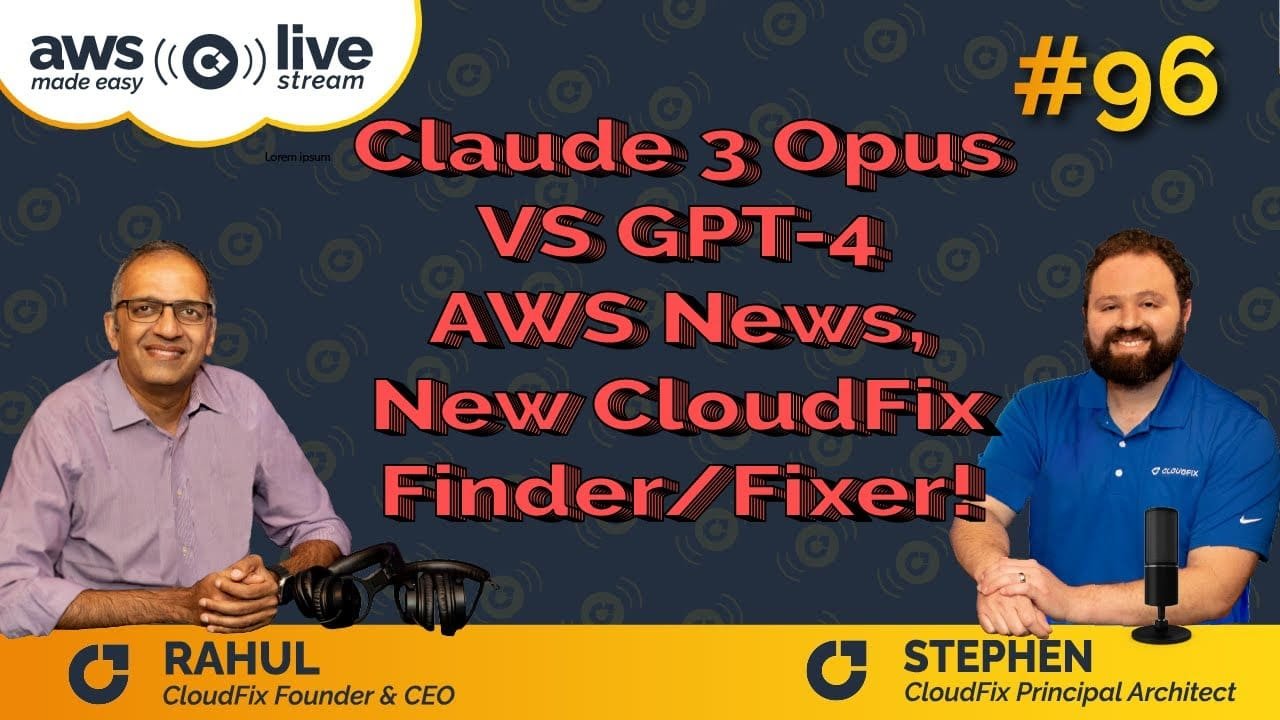 aws live
made easy stream
#96
Lorem ipsum
Claude 3 Opus
VS GPT-4
AWS News,
New CloudFix
Finder/Fixer!
CLOUDFIX
RAHUL
CloudFix Founder & CEO
STEPHEN
CloudFix Principal Architect